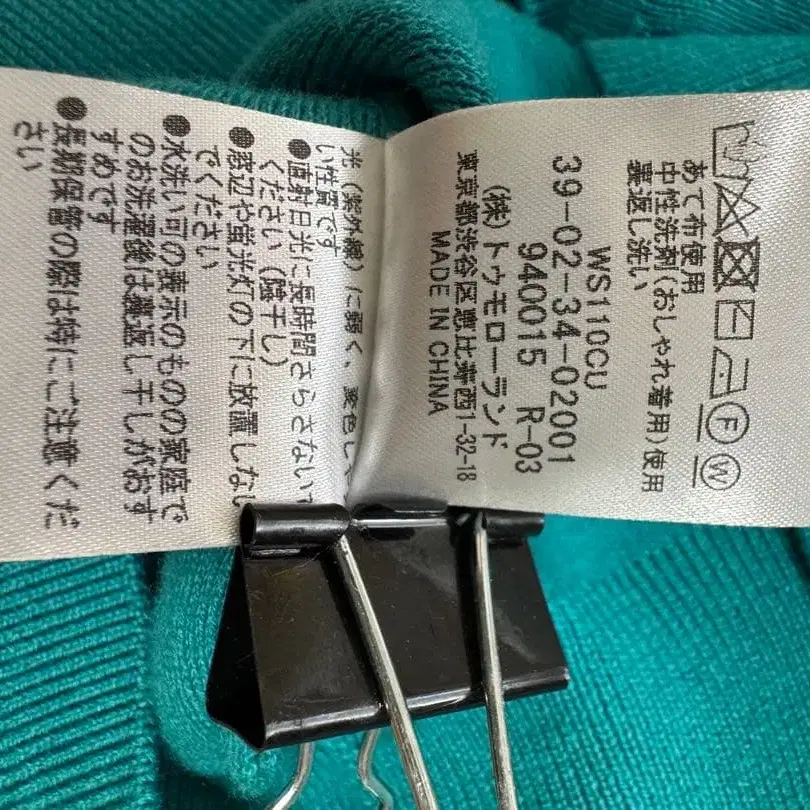 あて布使用
中性洗剤(おしゃれ着用)使用
裏返し洗い
WS110CU
39-02-34-02001
940015 R-03
(株)トゥモローランド
東京都渋谷区恵比寿西1-32-18
MADE IN CHINA
光(紫外線)に弱く、変色しや
い性質です
●直射日光に長時間さらさないで
ください(陰干し)
●窓辺や蛍光灯の下に放置しない
でください
●水洗い可の表示のものの家庭で
のお洗濯後は裏返し干しがおす
すめです
●長期保管の際は特にご注意くだ
さい
F
W